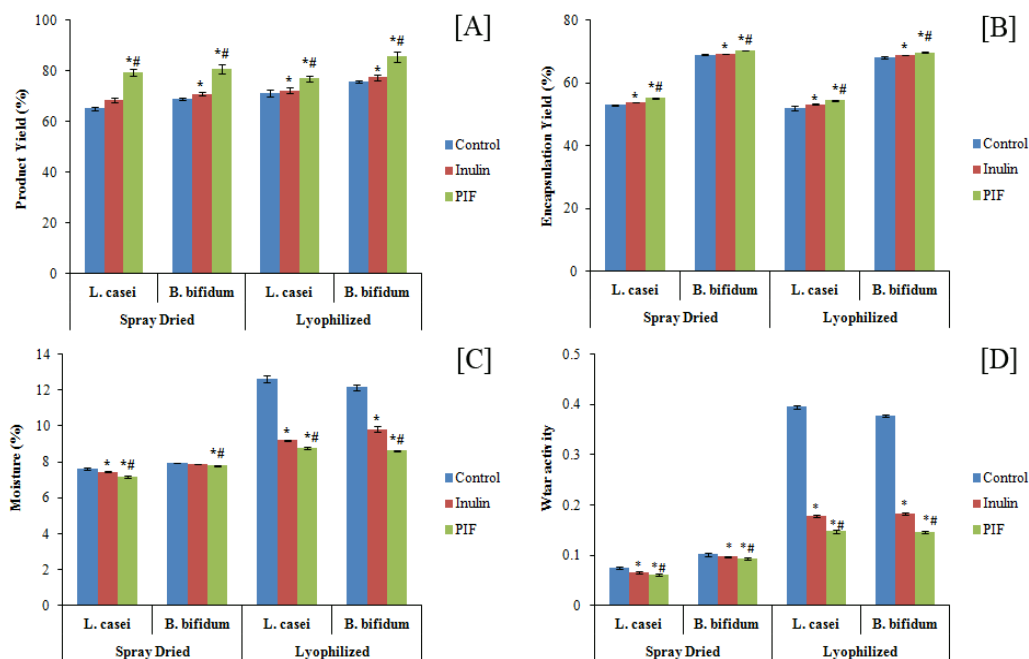 [A]
Product Yield (%)
100
80
60
40
20
0
*#
* *#
* *#
* *#
Control
Inulin
PIF
L. casei B. bifidum L. casei B. bifidum
Spray Dried Lyophilized
[B]
Encapsulation Yield (%)
80
60
40
20
0
* *#
* *#
* *#
* *#
Control
Inulin
PIF
L. casei B. bifidum L. casei B. bifidum
Spray Dried Lyophilized
[C]
Moisture (%)
14
12
10
8
6
4
2
0
* *#
*#
* *#
* *#
Control
Inulin
PIF
L. casei B. bifidum L. casei B. bifidum
Spray Dried Lyophilized
[D]
Wtar activity
0.5
0.4
0.3
0.2
0.1
0
* *#
* *#
* *#
* *#
Control
Inulin
PIF
L. casei B. bifidum L. casei B. bifidum
Spray Dried Lyophilized